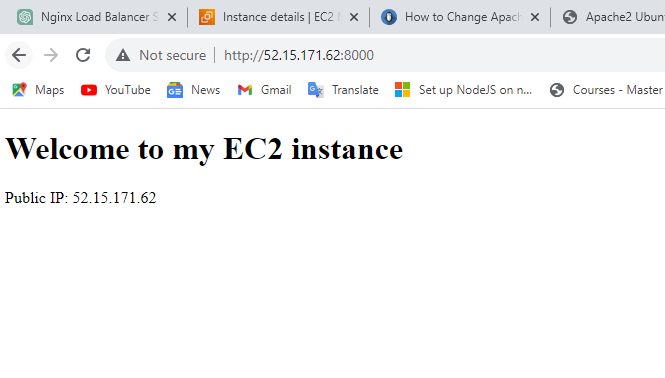 Nginx Load Balancer S
Instance details | EC2 M
How to Change Apach
Apache2 Ubun
Not secure | http://52.15.171.62:8000
Maps YouTube News Gmail Translate Set up NodeJS on n... Courses - Master
Welcome to my EC2 instance
Public IP: 52.15.171.62